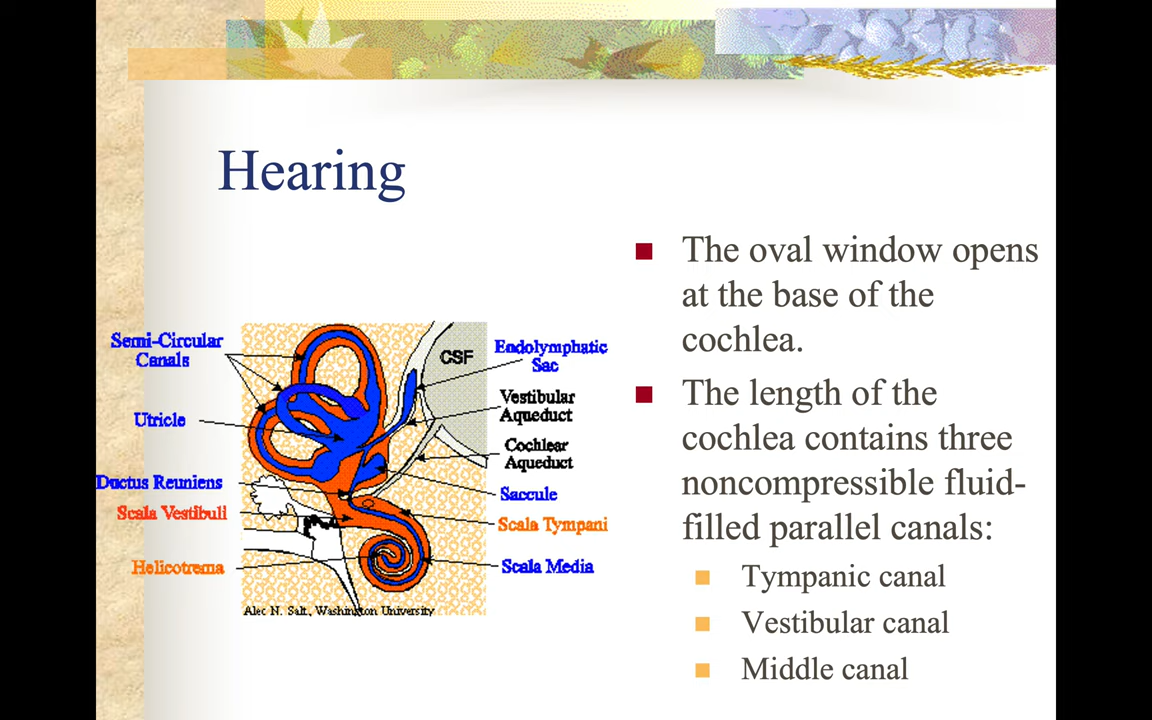 Hearing
The oval window opens
at the base of the
cochlea.
The length of the
cochlea contains three
noncompressible fluid-
filled parallel canals:
Tympanic canal
Vestibular canal
Middle canal
Semi-Circular
Canals
Utricle
Ductus Reuniens
Scala Vestibuli
Helicotrema
CSF
Endolymphatic
Sac
Vestibular
Aqueduct
Cochlear
Aqueduct
Saccule
Scala Tympani
Scala Media
Alec N. Salt, Washington University